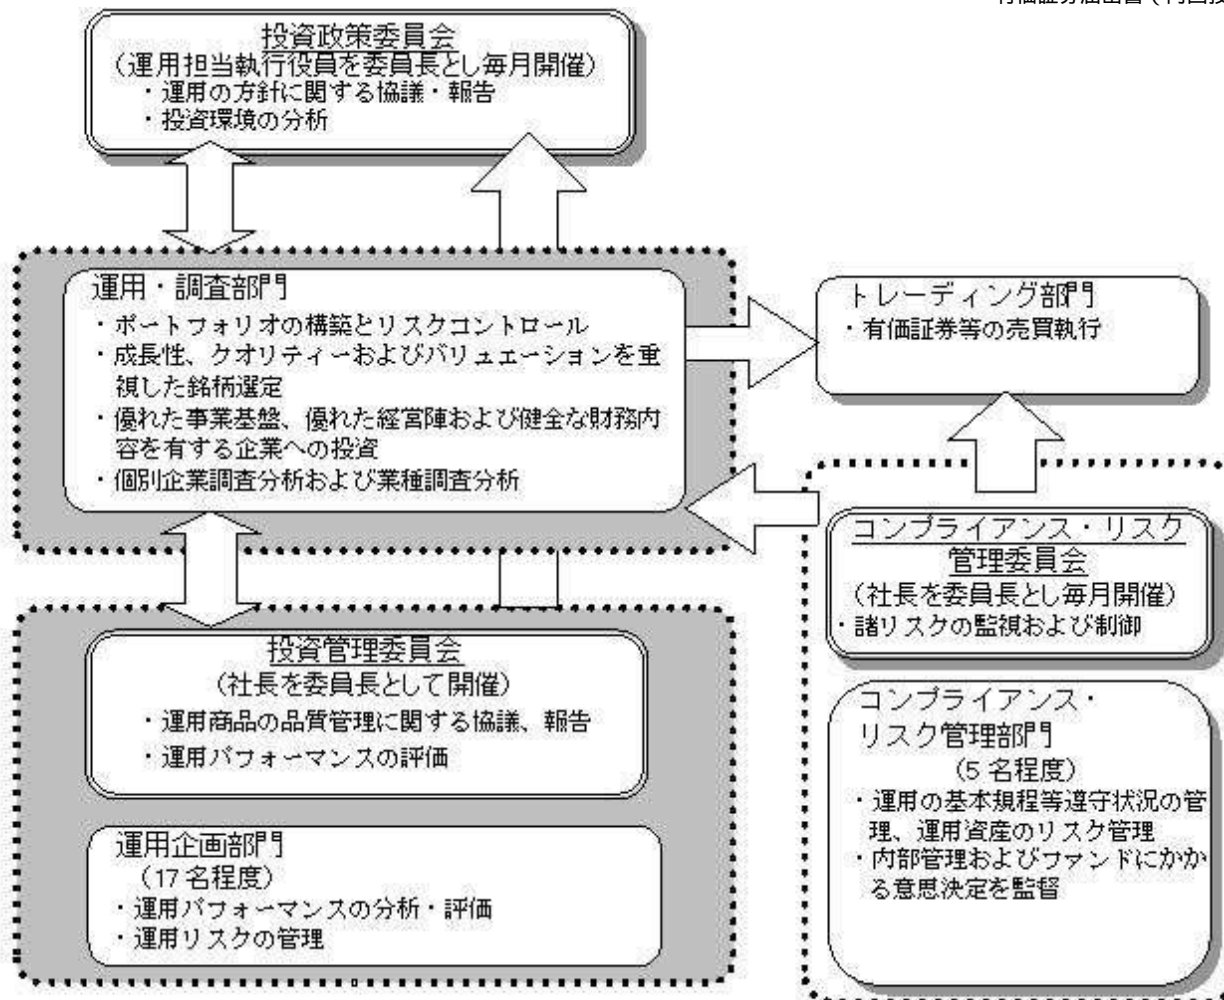 有価証券届出書（内国投
投資政策委員会
（運用担当執行役員を委員長とし毎月開催）
・運用の方針に関する協議・報告
・投資環境の分析
運用・調査部門
・ポートフォリオの構築とリスクコントロール
・成長性、クオリティーおよびバリュエーションを重
視した銘柄選定
・優れた事業基盤、優れた経営陣および健全な財務内
容を有する企業への投資
・個別企業調査分析および業種調査分析
トレーディング部門
・有価証券等の売買執行
コンプライアンス・リスク
管理委員会
（社長を委員長とし毎月開催）
・諸リスクの監視および制御
投資管理委員会
（社長を委員長として開催）
・運用商品の品質管理に関する協議、報告
・運用パフォーマンスの評価
運用企画部門
（17名程度）
・運用パフォーマンスの分析・評価
・運用リスクの管理
コンプライアンス・
リスク管理部門
（5名程度）
・運用の基本規程等遵守状況の管
理、運用資産のリスク管理
・内部管理およびファンドにかか
る意思決定を監督